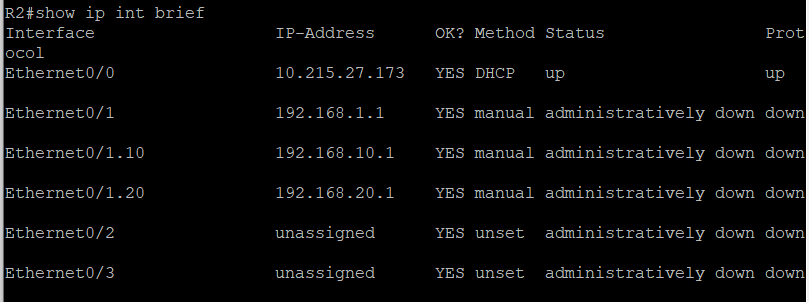 R2#show ip int brief
Interface                  IP-Address      OK? Method Status                Prot
ocol
Ethernet0/0                10.215.27.173   YES DHCP   up                    up
Ethernet0/1                192.168.1.1     YES manual administratively down down
Ethernet0/1.10             192.168.10.1    YES manual administratively down down
Ethernet0/1.20             192.168.20.1    YES manual administratively down down
Ethernet0/2                unassigned      YES unset  administratively down down
Ethernet0/3                unassigned      YES unset  administratively down down